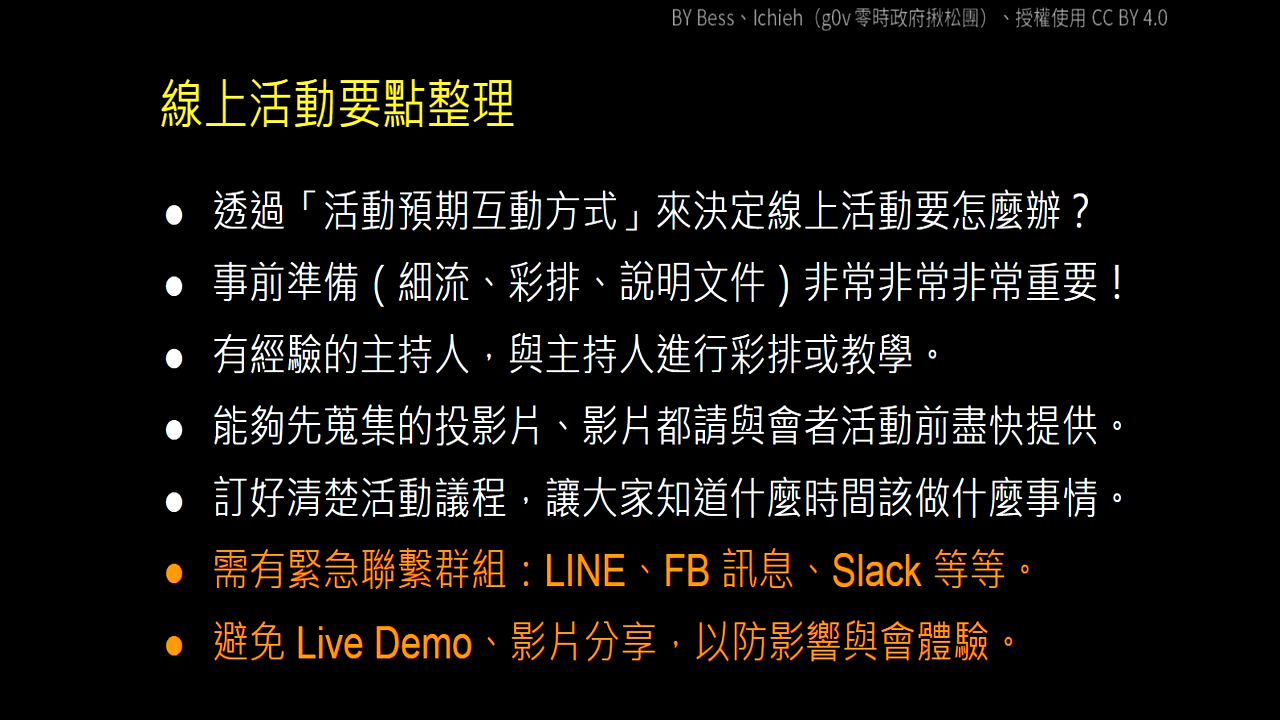 BY Bess、Ichieh（g0v 零時政府揪松團）、授權使用 CC BY 4.0
線上活動要點整理
● 透過「活動預期互動方式」來決定線上活動要怎麼辦？
● 事前準備（細流、彩排、說明文件）非常非常非常重要！
● 有經驗的主持人，與主持人進行彩排或教學。
● 能夠先蒐集的投影片、影片都請與會者活動前盡快提供。
● 訂好清楚活動議程，讓大家知道什麼時間該做什麼事情。
● 需有緊急聯繫群組：LINE、FB 訊息、Slack 等等。
● 避免 Live Demo、影片分享，以防影響與會體驗。